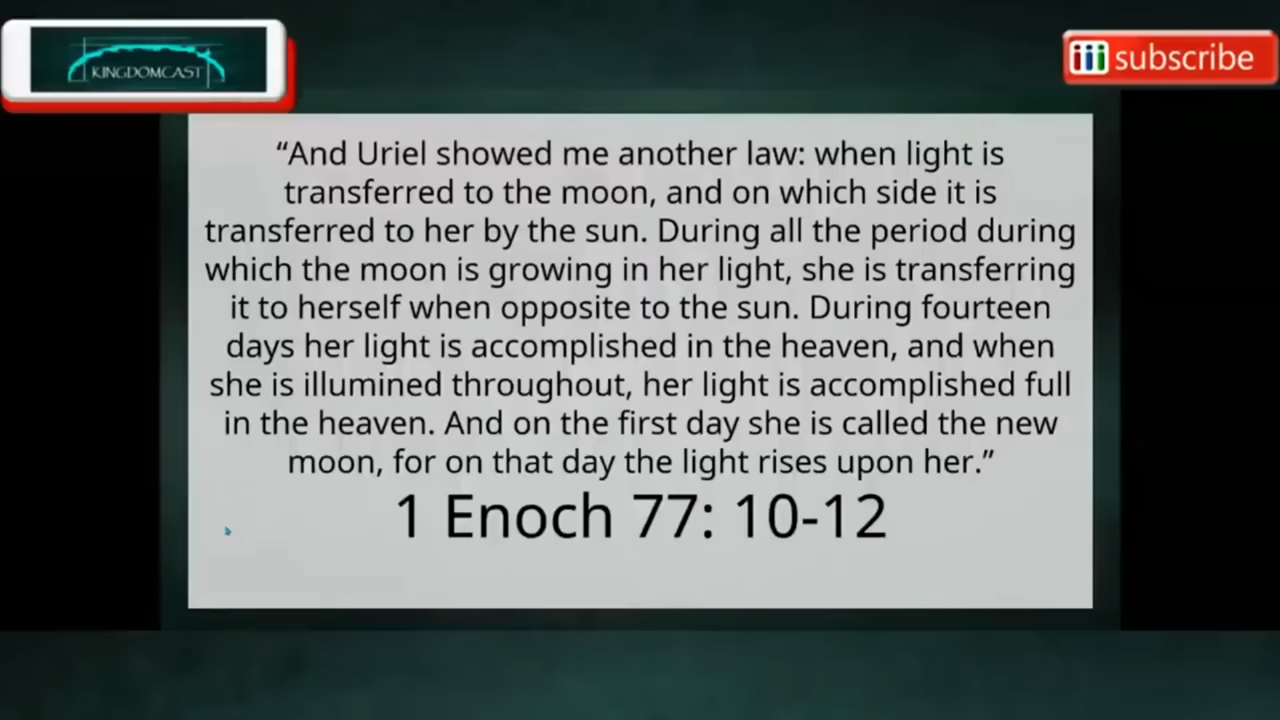 KINGDOMCAST
subscribe
“And Uriel showed me another law: when light is
transferred to the moon, and on which side it is
transferred to her by the sun. During all the period during
which the moon is growing in her light, she is transferring
it to herself when opposite to the sun. During fourteen
days her light is accomplished in the heaven, and when
she is illumined throughout, her light is accomplished full
in the heaven. And on the first day she is called the new
moon, for on that day the light rises upon her.”
1 Enoch 77: 10-12